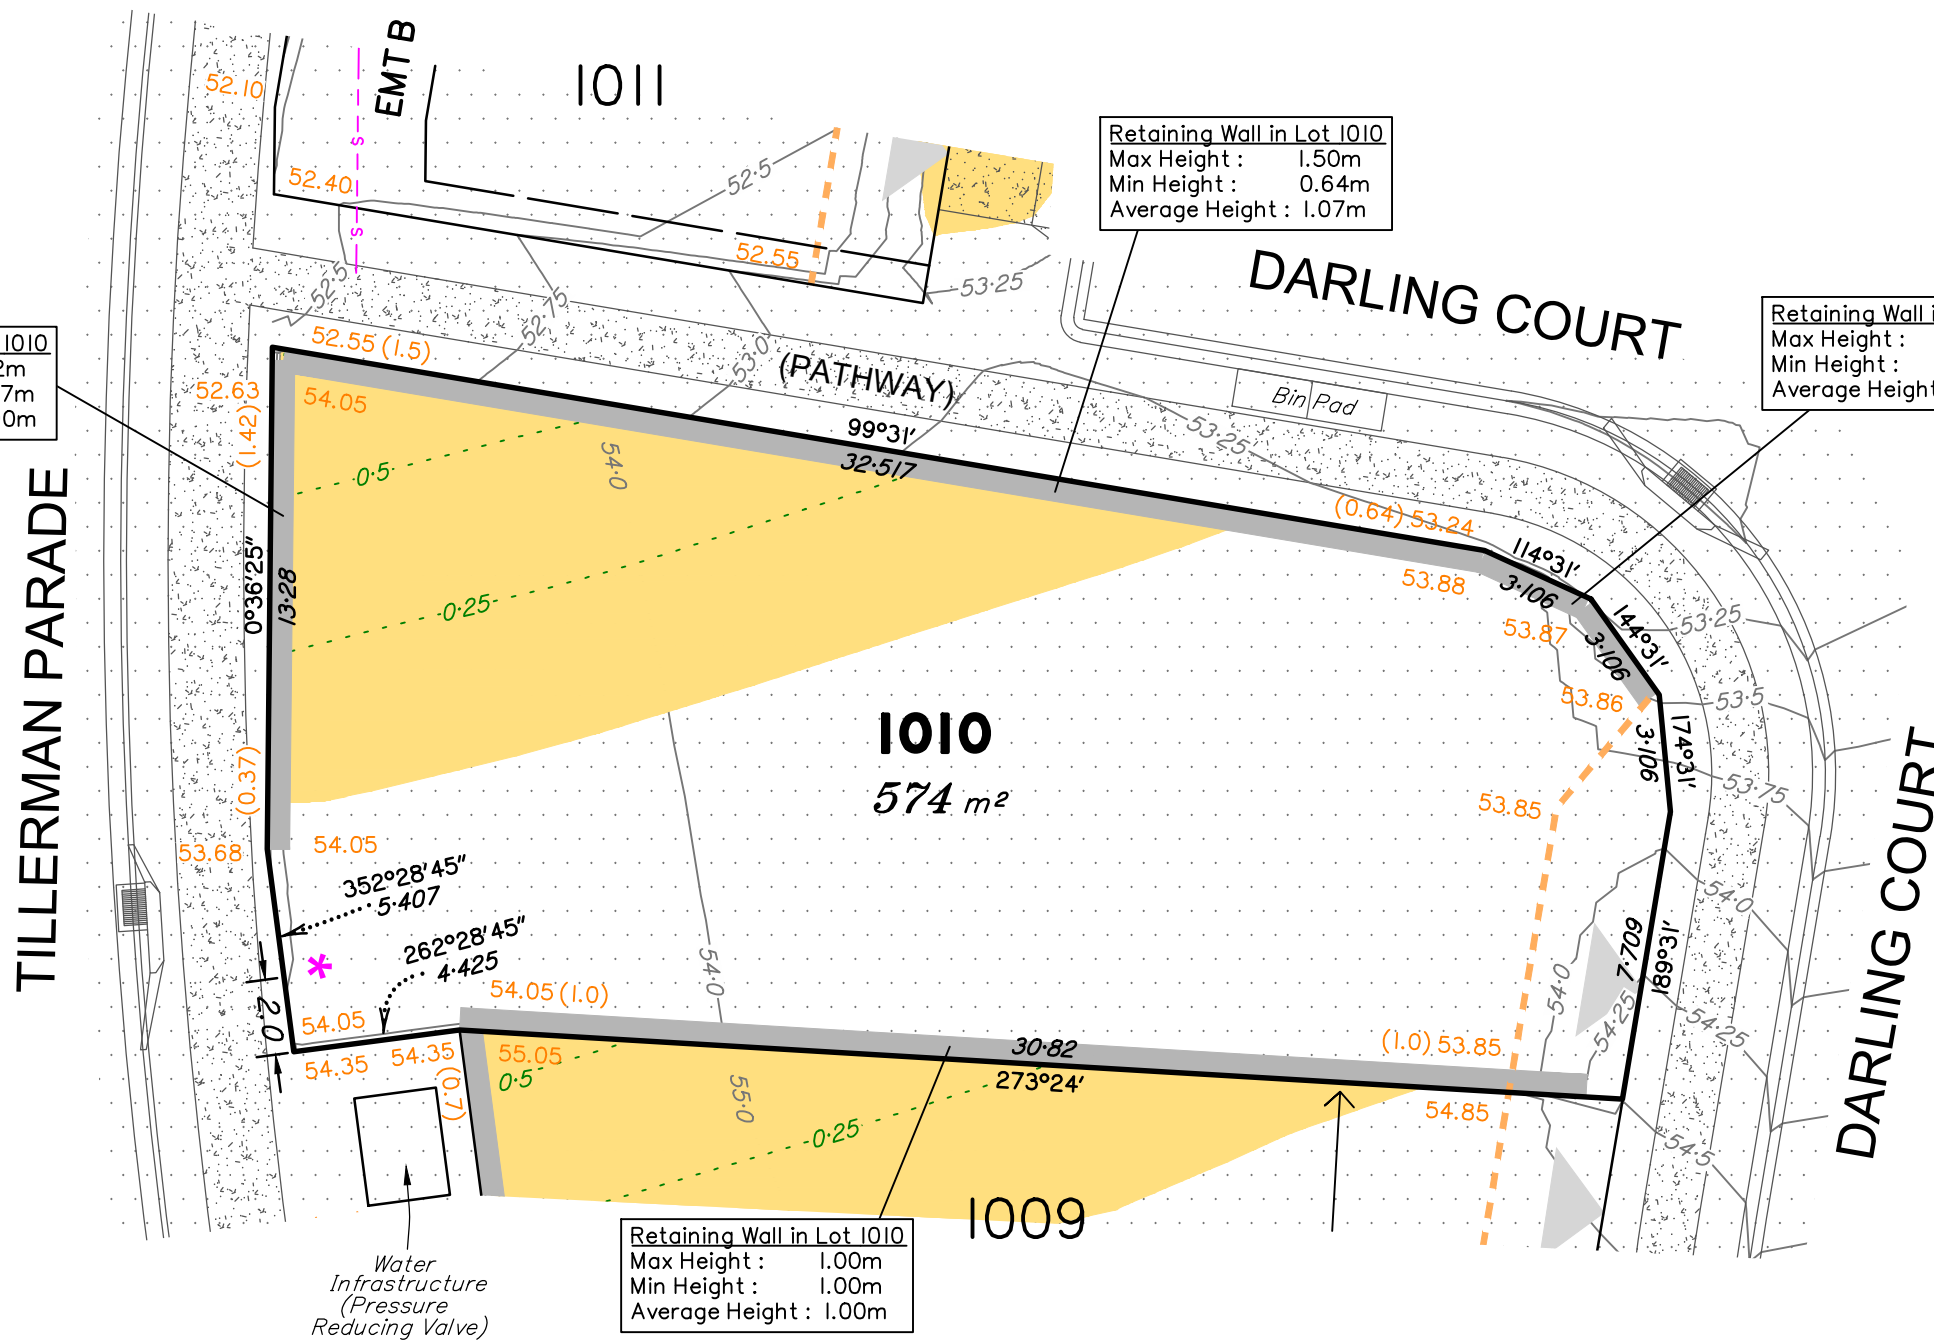 EMT B
1011
52.10
52.40
s
s
52.5
52.55
53·25
Retaining Wall in Lot 1010
Max Height : 1.50m
Min Height : 0.64m
Average Height : 1.07m
DARLING COURT
Retaining Wall i
Max Height :
Min Height :
Average Height
1010
2m
7m
0m
52.5
52.75
53.0
52.55 (1.5)
(PATHWAY)
Bin Pad
53.25
52.63
(1.42)
54.05
99°31'
32·517
54.0
0·5
(0.64) 53.24
114°31'
3·106
53.88
53.87
144°31'
3·106
53·25
53.86
53·5
174°31'
3·106
53·75
53.85
TILLERMAN PARADE
0°36'25"
13·28
0·25
1010
574 m²
(0.37)
53.68
54.05
352°28'45"
5·407
262°28'45"
4·425
*
2.0
54.05
54.35
54.35
(0.7)
54.05 (1.0)
55.05
0·5
54.0
55.0
30·82
273°24'
(1.0) 53.85
54.85
54.0
54·25
7·709
189°31'
54·0
54·25
54·5
DARLING COURT
0·25
1009
Water
Infrastructure
(Pressure
Reducing Valve)
Retaining Wall in Lot 1010
Max Height : 1.00m
Min Height : 1.00m
Average Height : 1.00m